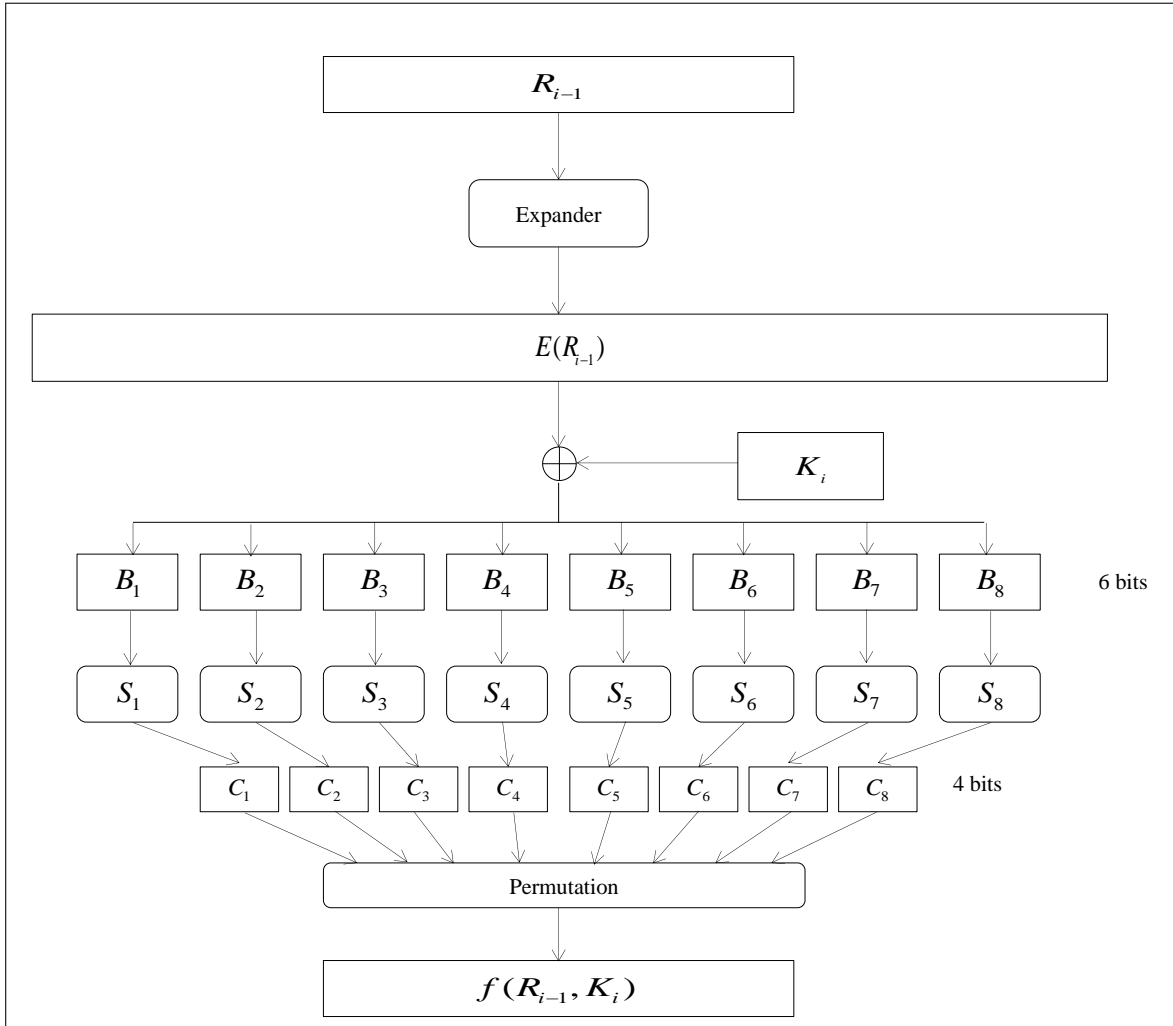 R_{i-1}
Expander
E(R_{i-1})
K_i
B_1 B_2 B_3 B_4 B_5 B_6 B_7 B_8 6 bits
S_1 S_2 S_3 S_4 S_5 S_6 S_7 S_8
C_1 C_2 C_3 C_4 C_5 C_6 C_7 C_8 4 bits
Permutation
f(R_{i-1}, K_i)